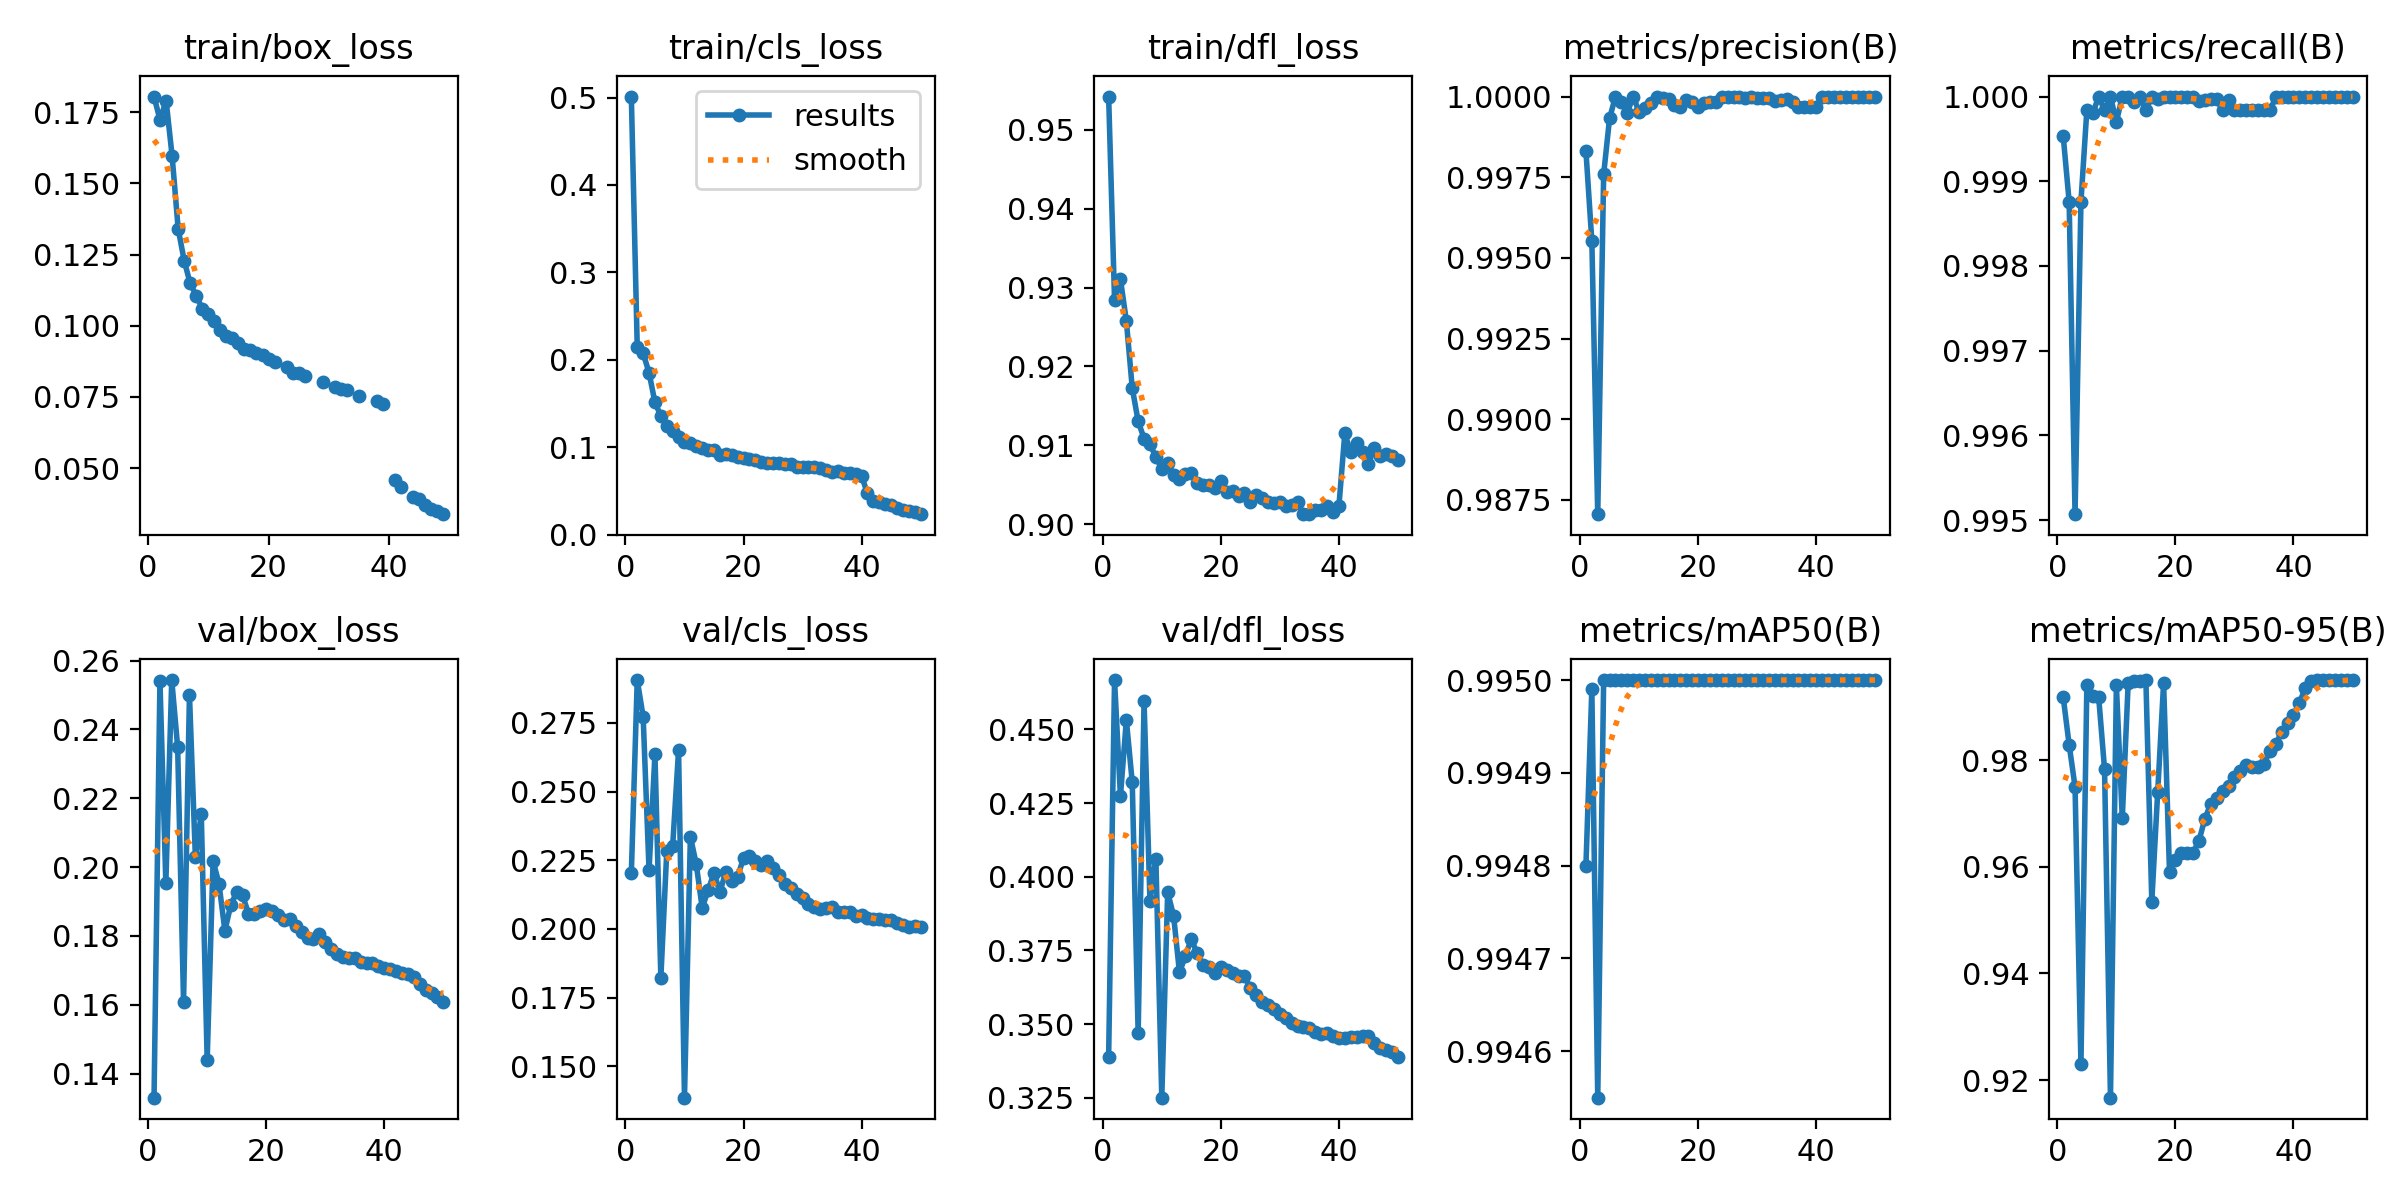 train/box_loss
train/cls_loss
train/dfl_loss
metrics/precision(B)
metrics/recall(B)
0.175
0.150
0.125
0.100
0.075
0.050
0 20 40
0.5
0.4
0.3
0.2
0.1
0.0
0 20 40
results
smooth
0.95
0.94
0.93
0.92
0.91
0.90
0 20 40
1.0000
0.9975
0.9950
0.9925
0.9900
0.9875
0 20 40
1.000
0.999
0.998
0.997
0.996
0.995
0 20 40
val/box_loss
val/cls_loss
val/dfl_loss
metrics/mAP50(B)
metrics/mAP50-95(B)
0.26
0.24
0.22
0.20
0.18
0.16
0.14
0 20 40
0.275
0.250
0.225
0.200
0.175
0.150
0 20 40
0.450
0.425
0.400
0.375
0.350
0.325
0 20 40
0.9950
0.9949
0.9948
0.9947
0.9946
0 20 40
0.98
0.96
0.94
0.92
0 20 40